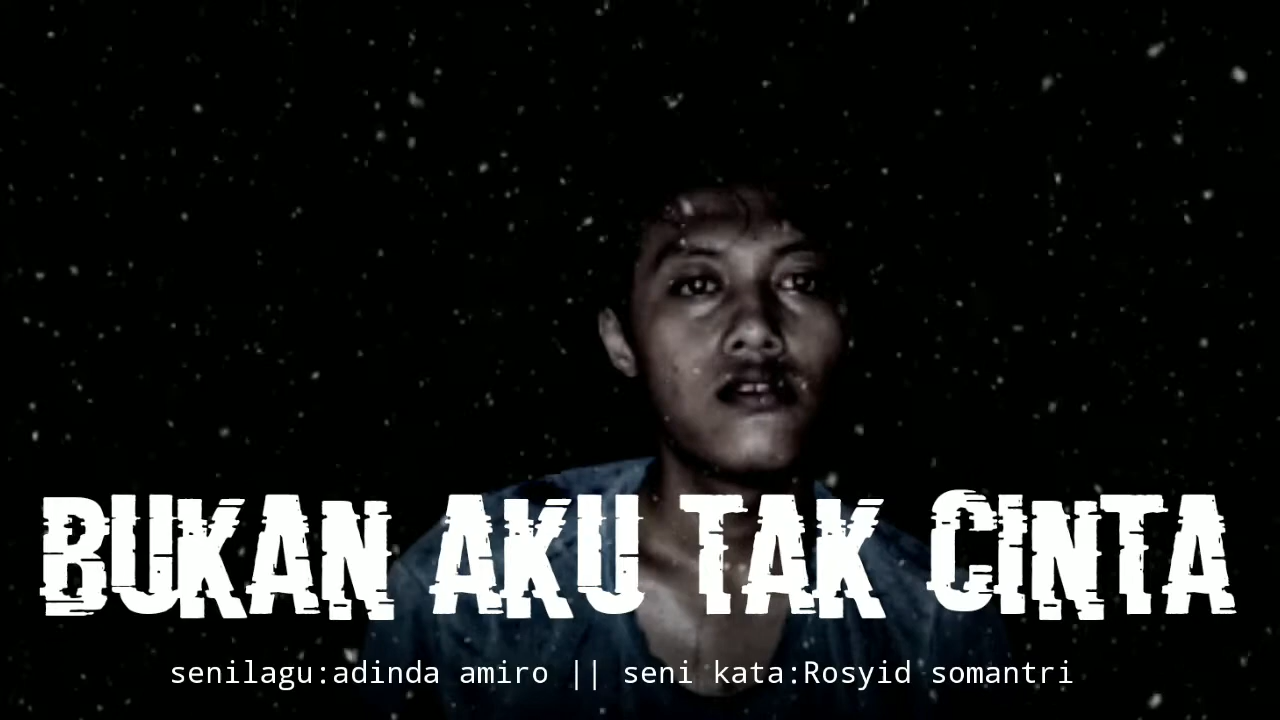 BUKAN AKU TAK CINTA
senilagu:adinda amiro || seni kata:Rosyid somantri